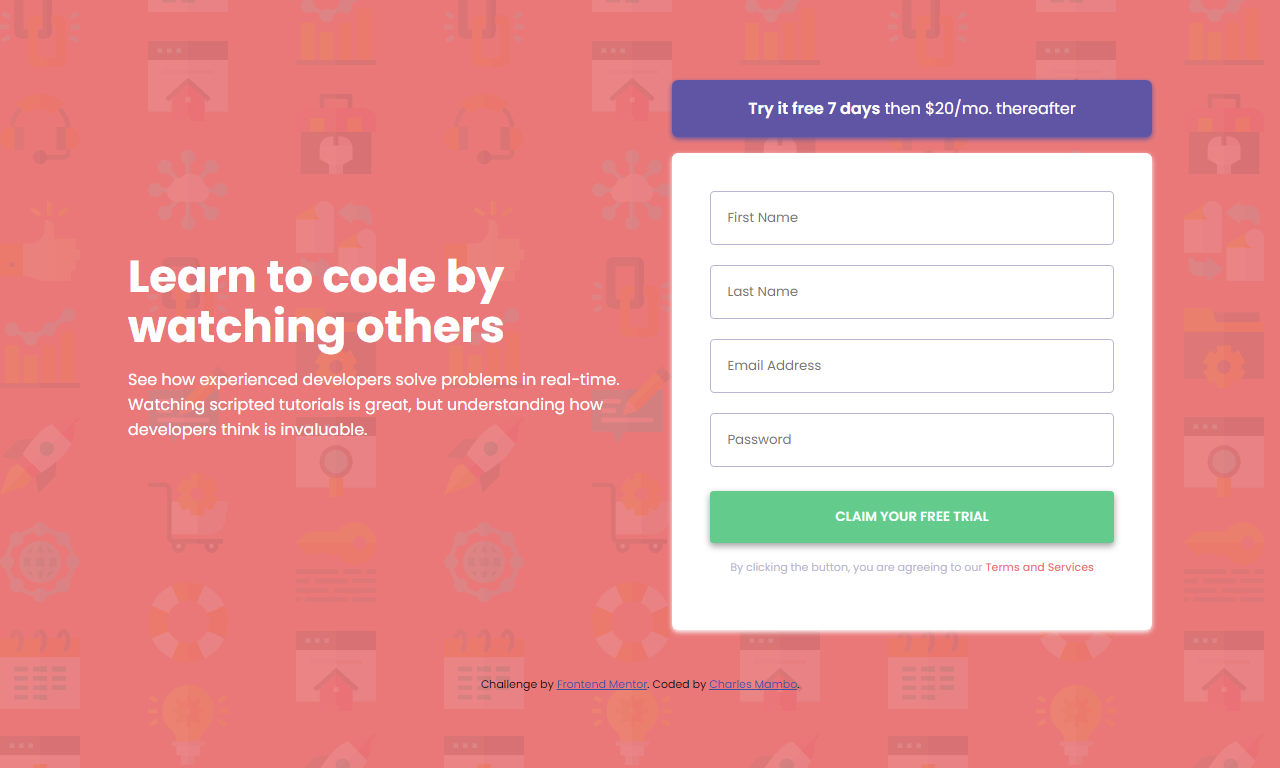 Try it free 7 days then $20/mo. thereafter
Learn to code by
watching others
See how experienced developers solve problems in real-time.
Watching scripted tutorials is great, but understanding how
developers think is invaluable.
First Name
Last Name
Email Address
Password
CLAIM YOUR FREE TRIAL
By clicking the button, you are agreeing to our Terms and Services
Challenge by Frontend Mentor. Coded by Charles Mambo.